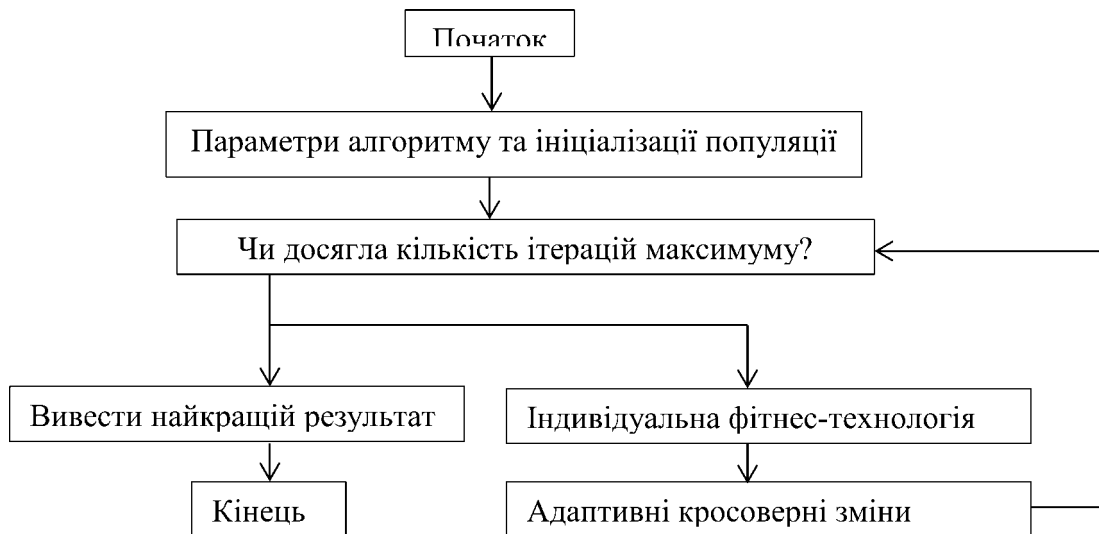 Початок
Параметри алгоритму та ініціалізації популяції
Чи досягла кількість ітерацій максимуму?
Вивести найкращій результат
Індивідуальна фітнес-технологія
Кінець
Адаптивні кросоверні зміни